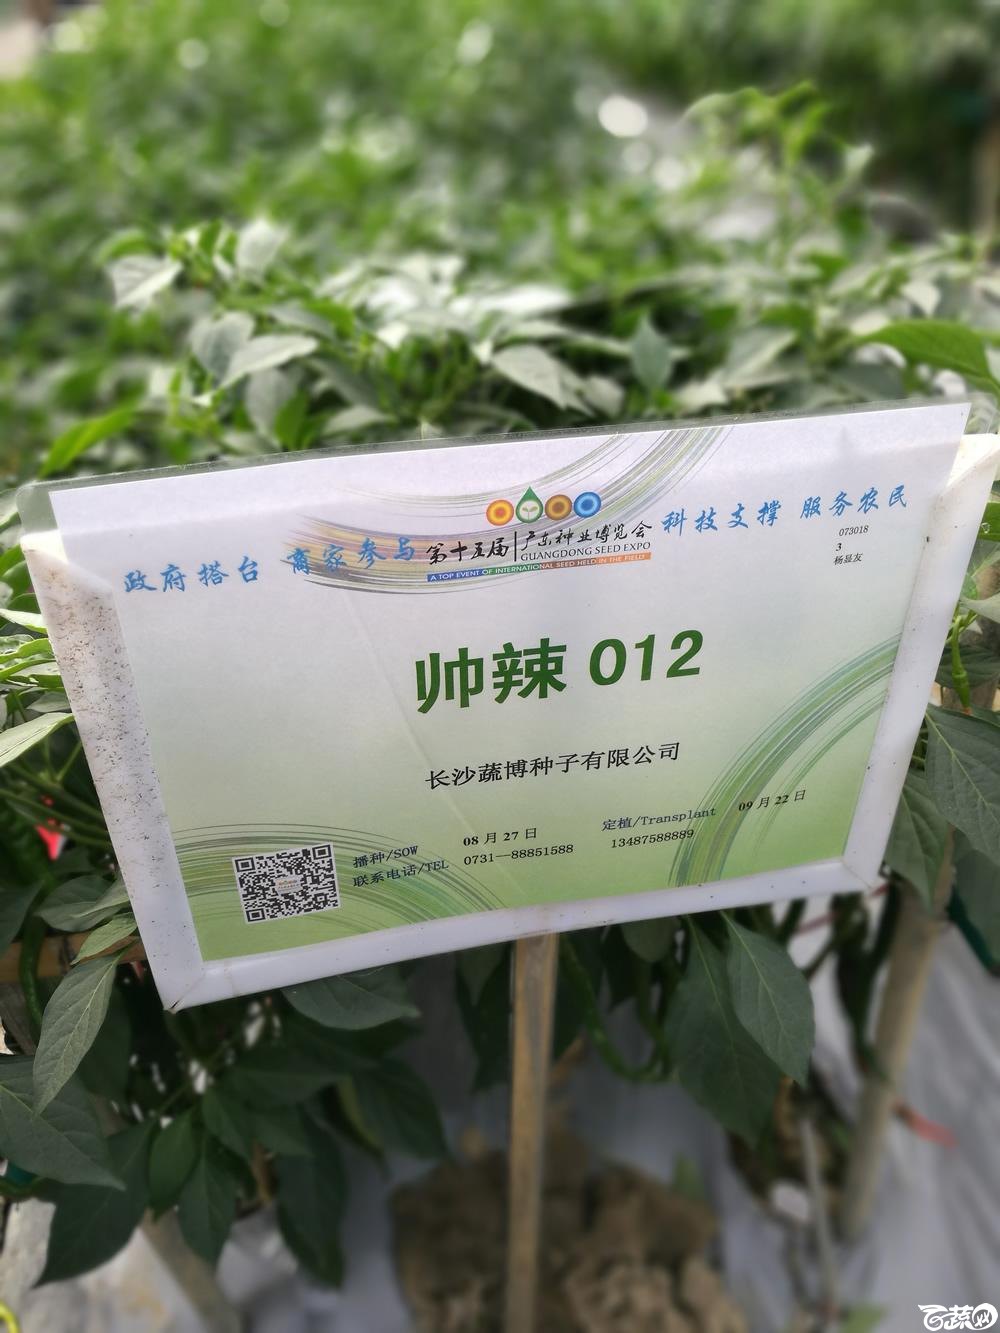 政府搭台 商家参与 第十五届 广东种业博览会 科技支撑 服务农民
GUANGDONG SEED EXPO
A TOP EVENT OF INTERNATIONAL SEED HELD IN THE FIELD
073018
3
杨显友
帅辣 012
长沙蔬博种子有限公司
播种/SOW 08 月 27 日 定植/Transplant 09 月 22 日
联系电话/TEL 0731--88851588 13487588889
百蔬网